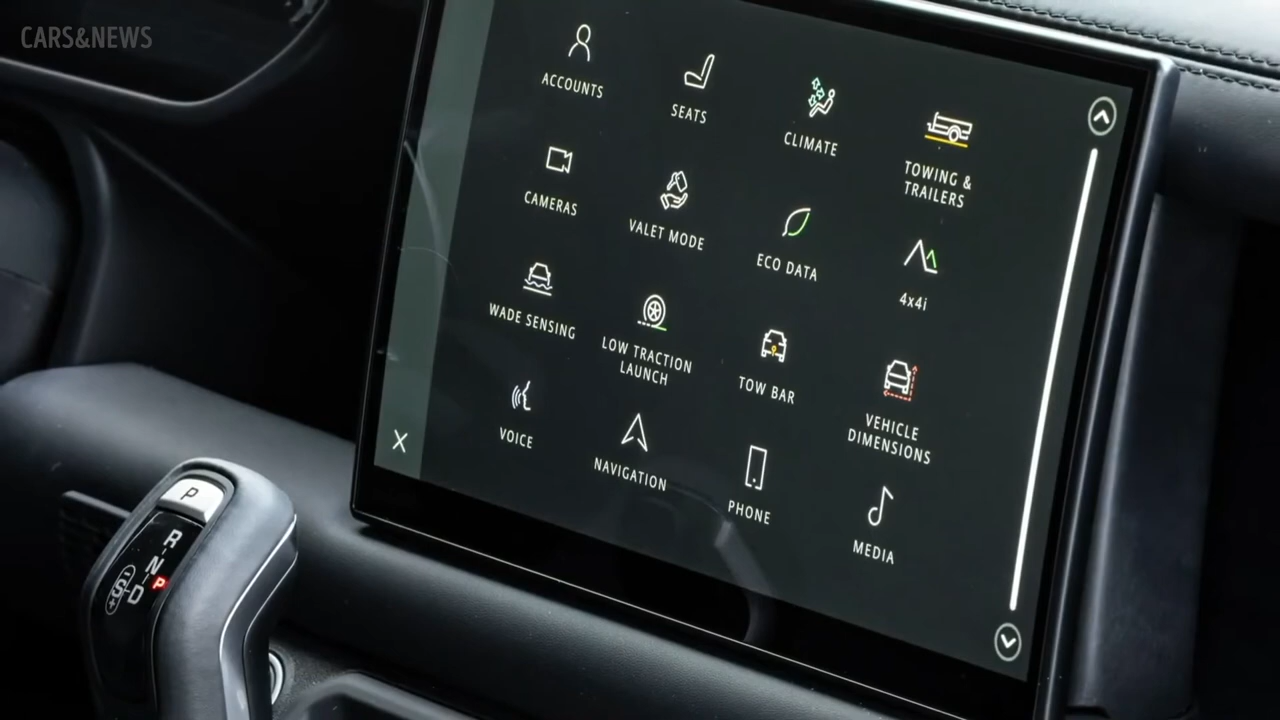 CARS&NEWS
ACCOUNTS
SEATS
CLIMATE
TOWING &
TRAILERS
CAMERAS
VALET MODE
ECO DATA
4x4i
WADE SENSING
LOW TRACTION
LAUNCH
TOW BAR
VEHICLE
DIMENSIONS
VOICE
NAVIGATION
PHONE
MEDIA
P
R
N
P
D
S